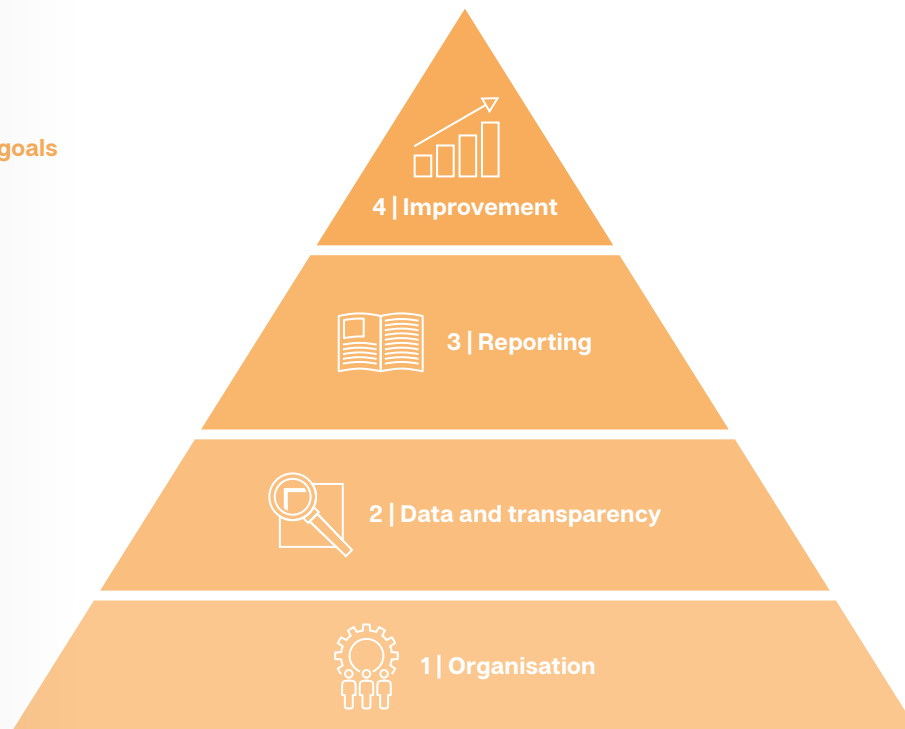 goals
4 | Improvement
3 | Reporting
2 | Data and transparency
1 | Organisation